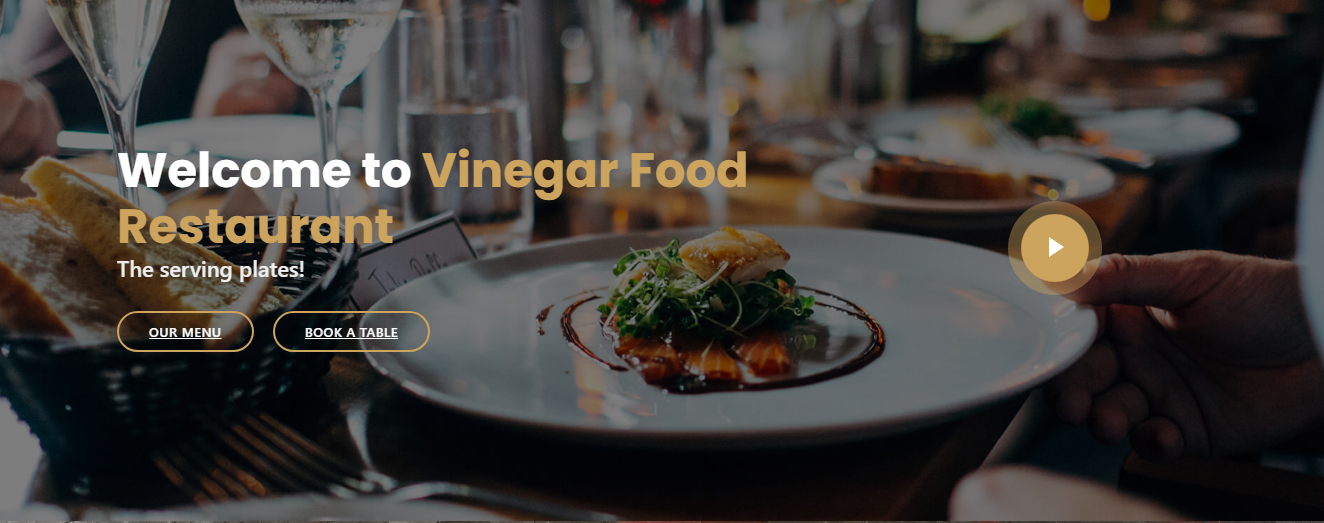 Welcome to Vinegar Food
Restaurant
The serving plates!
OUR MENU
BOOK A TABLE